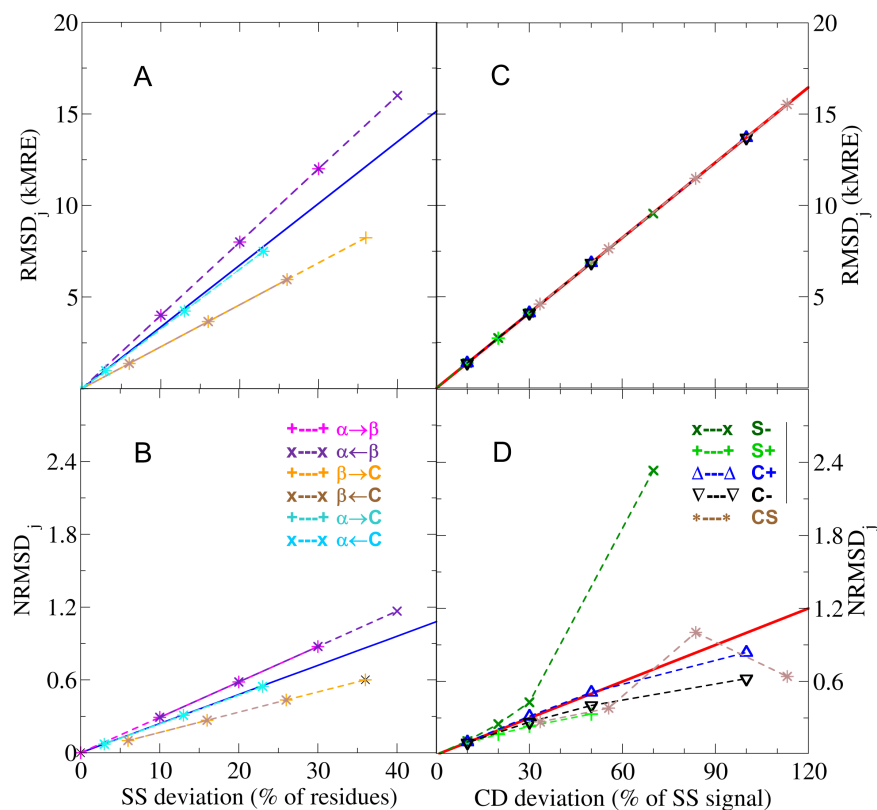 20
15
10
5
RMSD_j (kMRE)
A
C
20
15
10
5
RMSD_j (kMRE)
2.4
1.8
1.2
0.6
0
NRMSD_j
B
+---+ α→β
x---x α←β
+---+ β→C
x---x β←C
+---+ α→C
x---x α←C
D
x---x S-
+---+ S+
Δ---Δ C+
∇---∇ C-
*---* CS
2.4
1.8
1.2
0.6
NRMSD_j
0 10 20 30 40
SS deviation (% of residues)
0 30 60 90 120
CD deviation (% of SS signal)